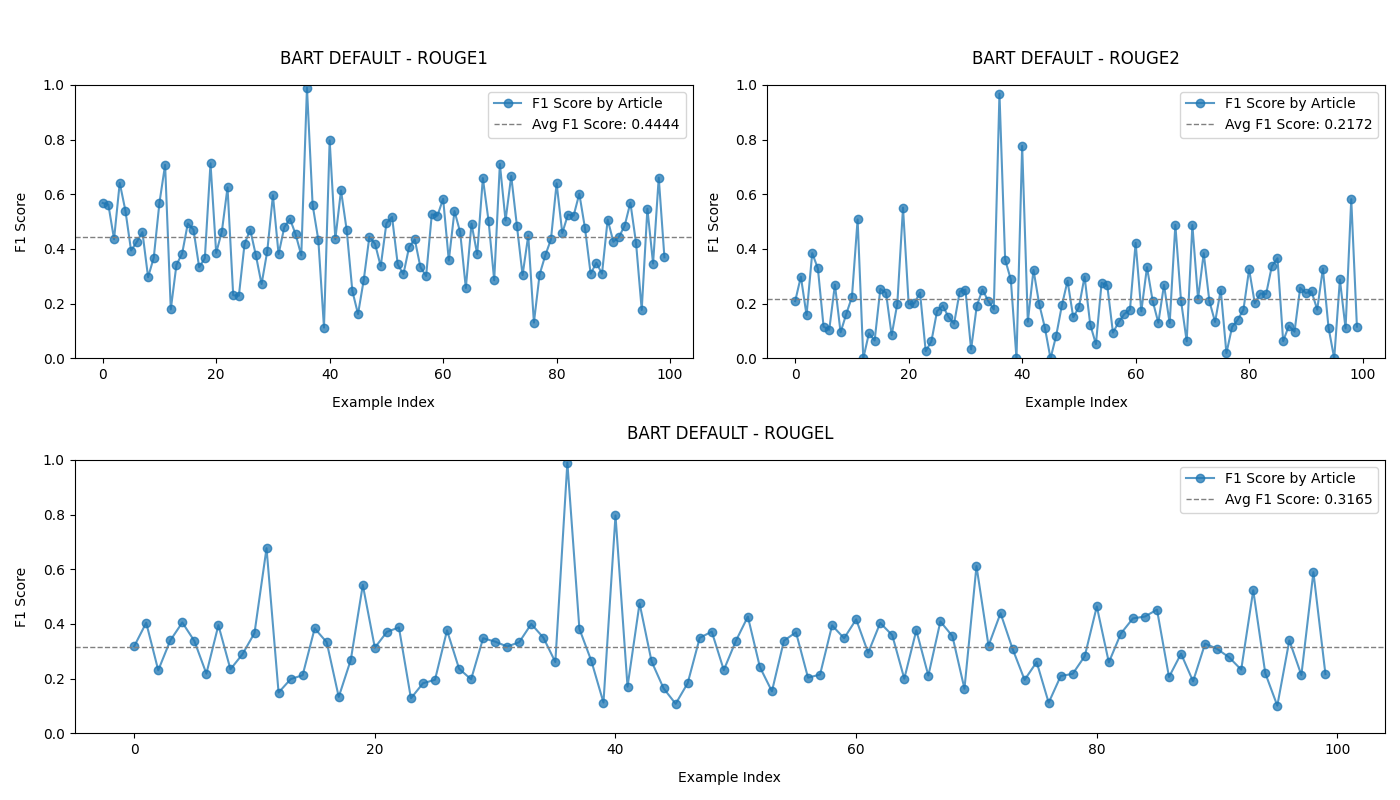 BART DEFAULT - ROUGE1
F1 Score
1.0
0.8
0.6
0.4
0.2
0.0
F1 Score by Article
Avg F1 Score: 0.4444
0 20 40 60 80 100
Example Index
BART DEFAULT - ROUGE2
F1 Score
1.0
0.8
0.6
0.4
0.2
0.0
F1 Score by Article
Avg F1 Score: 0.2172
0 20 40 60 80 100
Example Index
BART DEFAULT - ROUGEL
F1 Score
1.0
0.8
0.6
0.4
0.2
0.0
F1 Score by Article
Avg F1 Score: 0.3165
0 20 40 60 80 100
Example Index